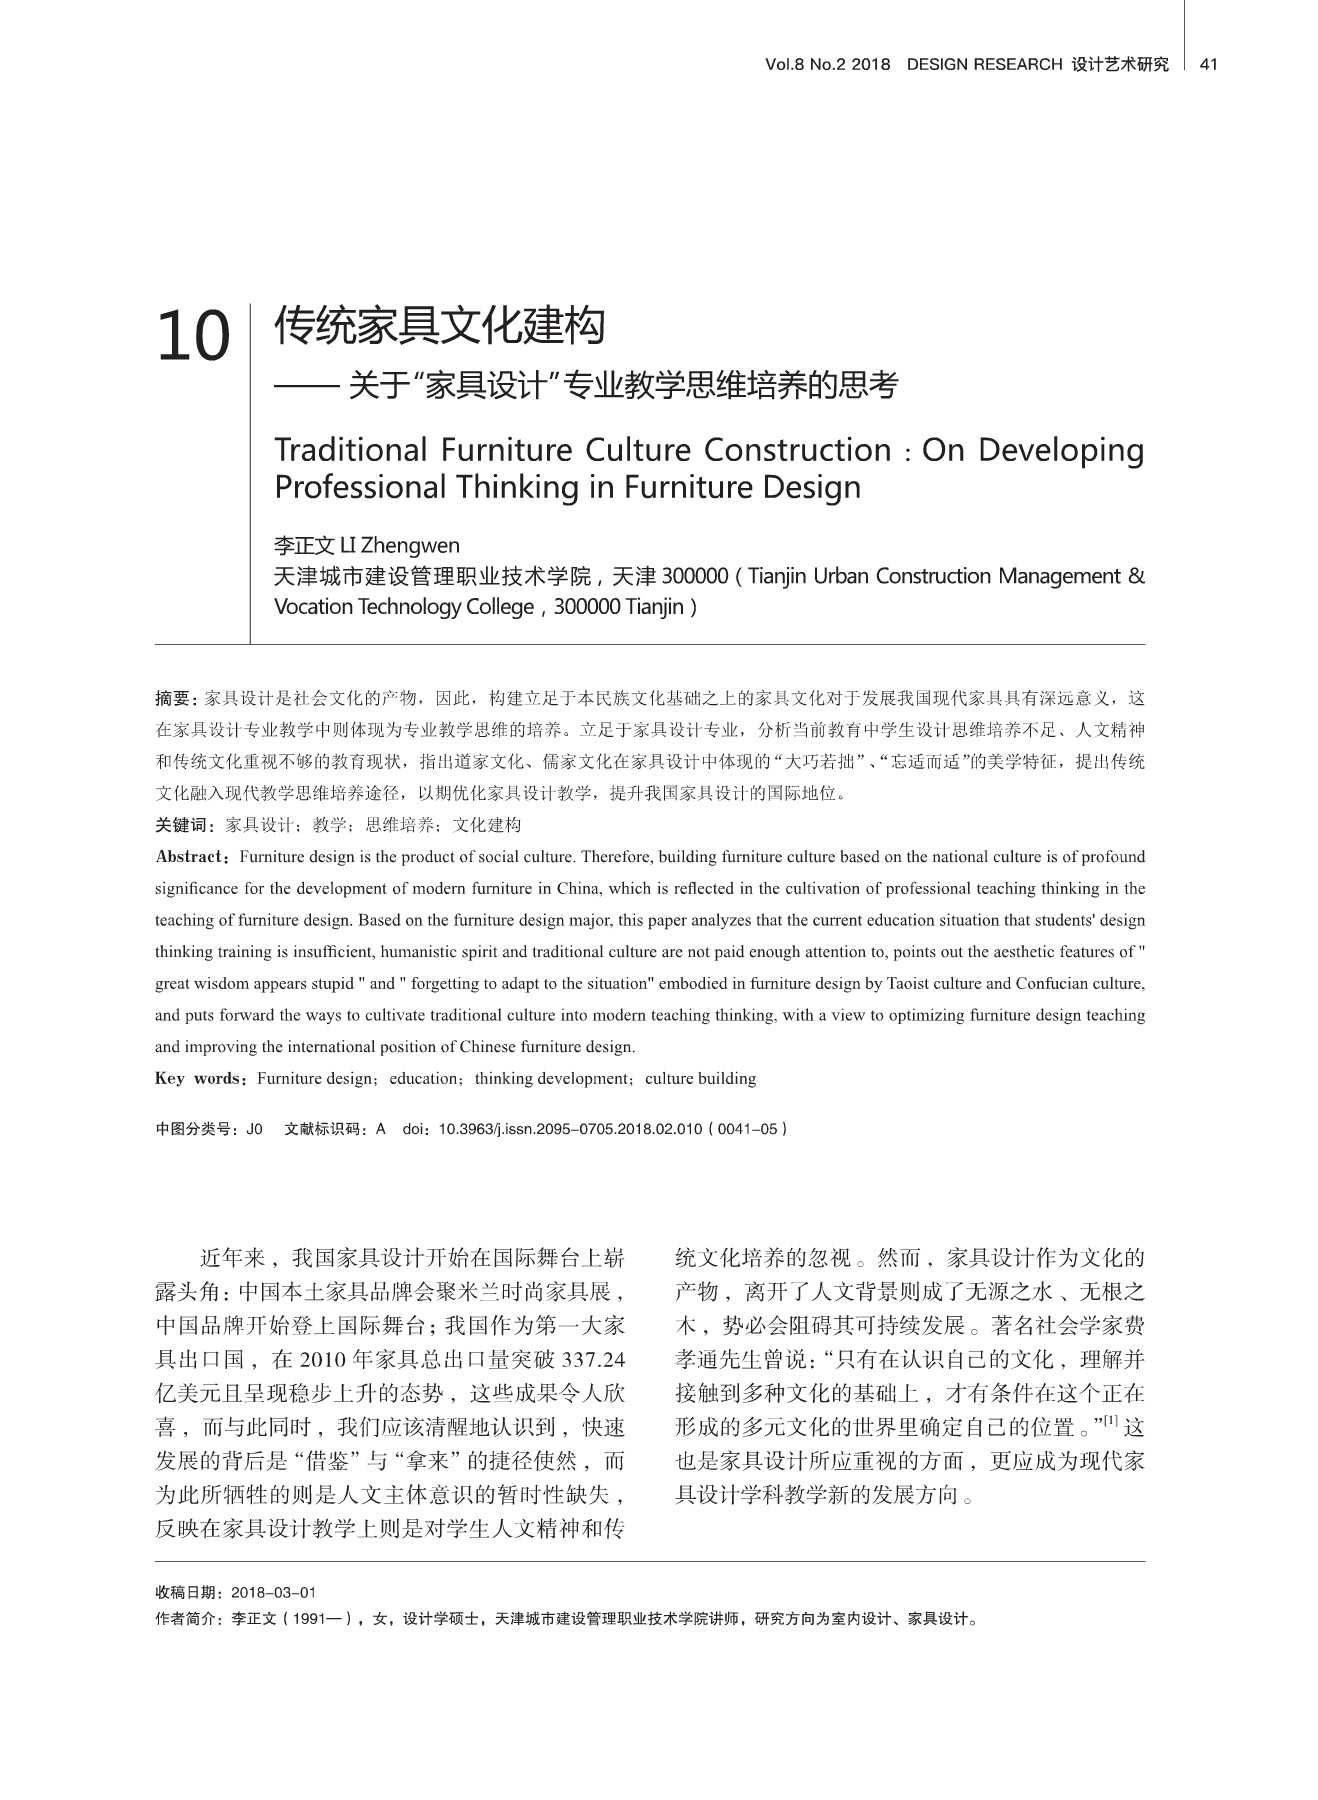 Vol.8 No.2 2018 DESIGN RESEARCH 设计艺术研究 41
10
传统家具文化建构
—— 关于“家具设计”专业教学思维培养的思考
Traditional Furniture Culture Construction : On Developing
Professional Thinking in Furniture Design
李正文 LI Zhengwen
天津城市建设管理职业技术学院，天津 300000（Tianjin Urban Construction Management &
Vocation Technology College，300000 Tianjin）
摘要：家具设计是社会文化的产物，因此，构建立足于本民族文化基础之上的家具文化对于发展我国现代家具具有深远意义，这
在家具设计专业教学中则体现为专业教学思维的培养。立足于家具设计专业，分析当前教育中学生设计思维培养不足、人文精神
和传统文化重视不够的教育现状，指出道家文化、儒家文化在家具设计中体现的“大巧若拙”、“忘适而适”的美学特征，提出传统
文化融入现代教学思维培养途径，以期优化家具设计教学，提升我国家具设计的国际地位。
关键词：家具设计；教学；思维培养；文化建构
Abstract：Furniture design is the product of social culture. Therefore, building furniture culture based on the national culture is of profound
significance for the development of modern furniture in China, which is reflected in the cultivation of professional teaching thinking in the
teaching of furniture design. Based on the furniture design major, this paper analyzes that the current education situation that students' design
thinking training is insufficient, humanistic spirit and traditional culture are not paid enough attention to, points out the aesthetic features of "
great wisdom appears stupid " and " forgetting to adapt to the situation" embodied in furniture design by Taoist culture and Confucian culture,
and puts forward the ways to cultivate traditional culture into modern teaching thinking, with a view to optimizing furniture design teaching
and improving the international position of Chinese furniture design.
Key words：Furniture design；education；thinking development；culture building
中图分类号：J0 文献标识码：A doi：10.3963/j.issn.2095-0705.2018.02.010（0041-05）
近年来，我国家具设计开始在国际舞台上崭
露头角：中国本土家具品牌会聚米兰时尚家具展，
中国品牌开始登上国际舞台；我国作为第一大家
具出口国，在 2010 年家具总出口量突破 337.24
亿美元且呈现稳步上升的态势，这些成果令人欣
喜，而与此同时，我们应该清醒地认识到，快速
发展的背后是“借鉴”与“拿来”的捷径使然，而
为此所牺牲的则是人文主体意识的暂时性缺失，
反映在家具设计教学上则是对学生人文精神和传
统文化培养的忽视。然而，家具设计作为文化的
产物，离开了人文背景则成了无源之水、无根之
木，势必会阻碍其可持续发展。著名社会学家费
孝通先生曾说：“只有在认识自己的文化，理解并
接触到多种文化的基础上，才有条件在这个正在
形成的多元文化的世界里确定自己的位置。”[1] 这
也是家具设计所应重视的方面，更应成为现代家
具设计学科教学新的发展方向。
收稿日期：2018-03-01
作者简介：李正文（1991—），女，设计学硕士，天津城市建设管理职业技术学院讲师，研究方向为室内设计、家具设计。